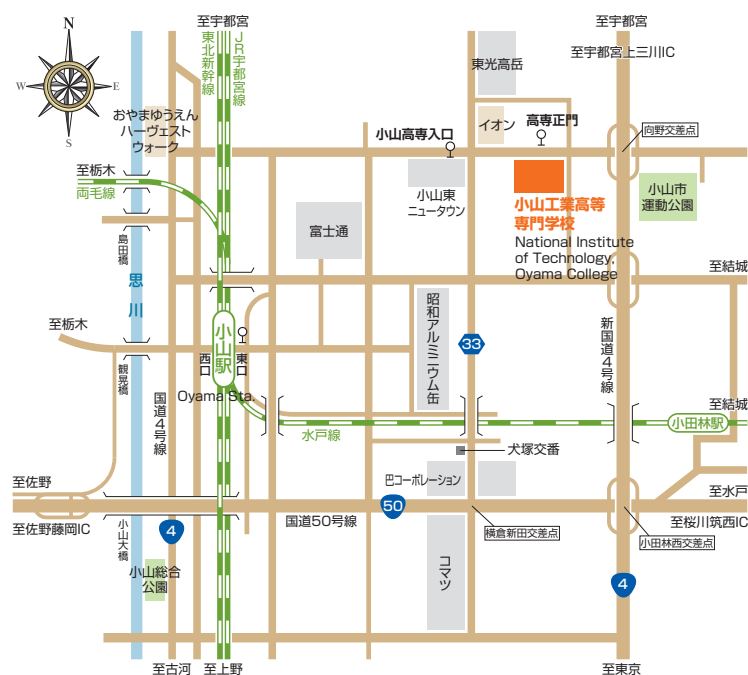 N
W
E
S
至宇都宮
東北新幹線
JR宇都宮線
至宇都宮
至宇都宮上三川IC
東光高岳
おやまゆうえん
ハーヴェスト
ウォーク
小山高専入口
イオン
高専正門
向野交差点
至栃木
両毛線
小山東
ニュータウン
小山工業高等
専門学校
National Institute
of Technology,
Oyama College
小山市
運動公園
富士通
島田橋
思川
至結城
昭和アルミニウム缶
新国道4号線
至栃木
小山駅
西口
東口
33
観晃橋
国道4号線
Oyama Sta.
至結城
小田林駅
水戸線
犬塚交番
至佐野
巴コーポレーション
至水戸
50
至佐野藤岡IC
小山大橋
4
国道50号線
横倉新田交差点
至桜川筑西IC
小田林西交差点
小山総合
公園
コマツ
4
至古河
至上野
至東京